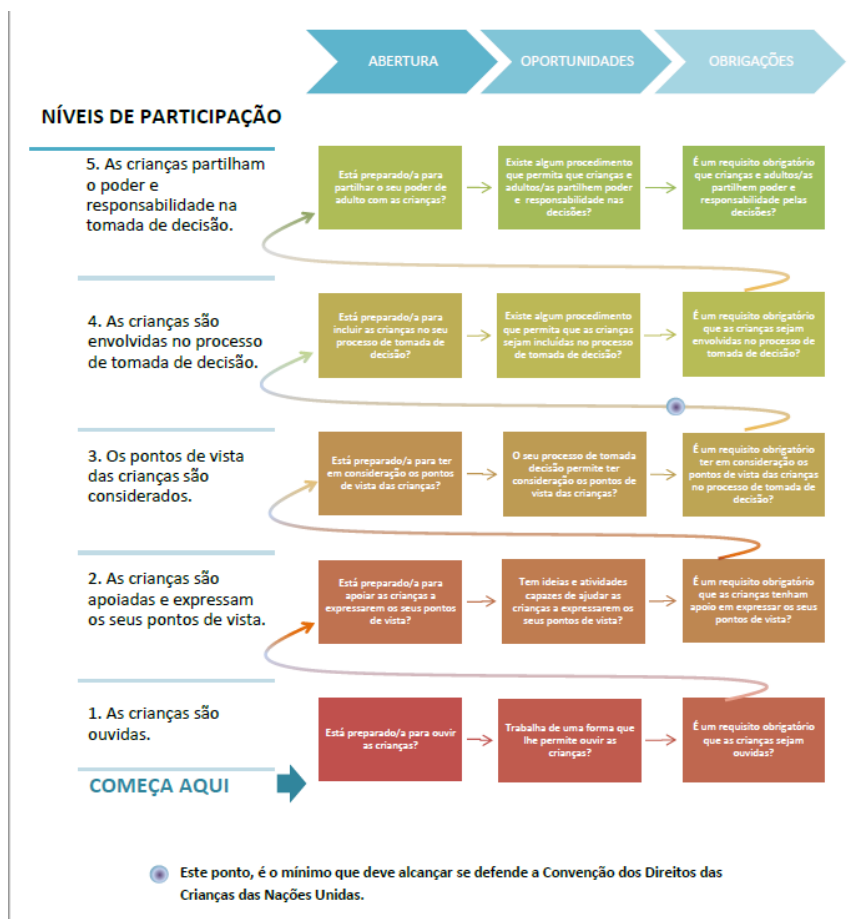 ABERTURA
OPORTUNIDADES
OBRIGAÇÕES
NÍVEIS DE PARTICIPAÇÃO
5. As crianças partilham
o poder e
responsabilidade na
tomada de decisão.
Está preparado/a para
partilhar o seu poder de
adulto com as crianças?
Existe algum procedimento
que permita que crianças e
adultos/as partilhem poder
e responsabilidade nas
decisões?
É um requisito obrigatório
que crianças e adultos/as
partilhem poder e
responsabilidade pelas
decisões?
4. As crianças são
envolvidas no processo
de tomada de decisão.
Está preparado/a para
incluir as crianças no seu
processo de tomada de
decisão?
Existe algum procedimento
que permita que as crianças
sejam incluídas no processo
de tomada de decisão?
É um requisito obrigatório
que as crianças sejam
envolvidas no processo de
tomada de decisão?
3. Os pontos de vista
das crianças são
considerados.
Está preparado/a para ter
em consideração os pontos
de vista das crianças?
O seu processo de tomada
decisão permite ter
consideração os pontos de
vista das crianças?
É um requisito obrigatório
ter em consideração os
pontos de vista das crianças
no processo de tomada de
decisão?
2. As crianças são
apoiadas e expressam
os seus pontos de vista.
Está preparado/a para
apoiar as crianças a
expressarem os seus pontos
de vista?
Tem ideias e atividades
capazes de ajudar as
crianças a expressarem os
seus pontos de vista?
É um requisito obrigatório
que as crianças tenham
apoio em expressar os seus
pontos de vista?
1. As crianças são
ouvidas.
Está preparado/a para ouvir
as crianças?
Trabalha de uma forma que
lhe permite ouvir as
crianças?
É um requisito obrigatório
que as crianças sejam
ouvidas?
COMEÇA AQUI
Este ponto, é o mínimo que deve alcançar se defende a Convenção dos Direitos das
Crianças das Nações Unidas.